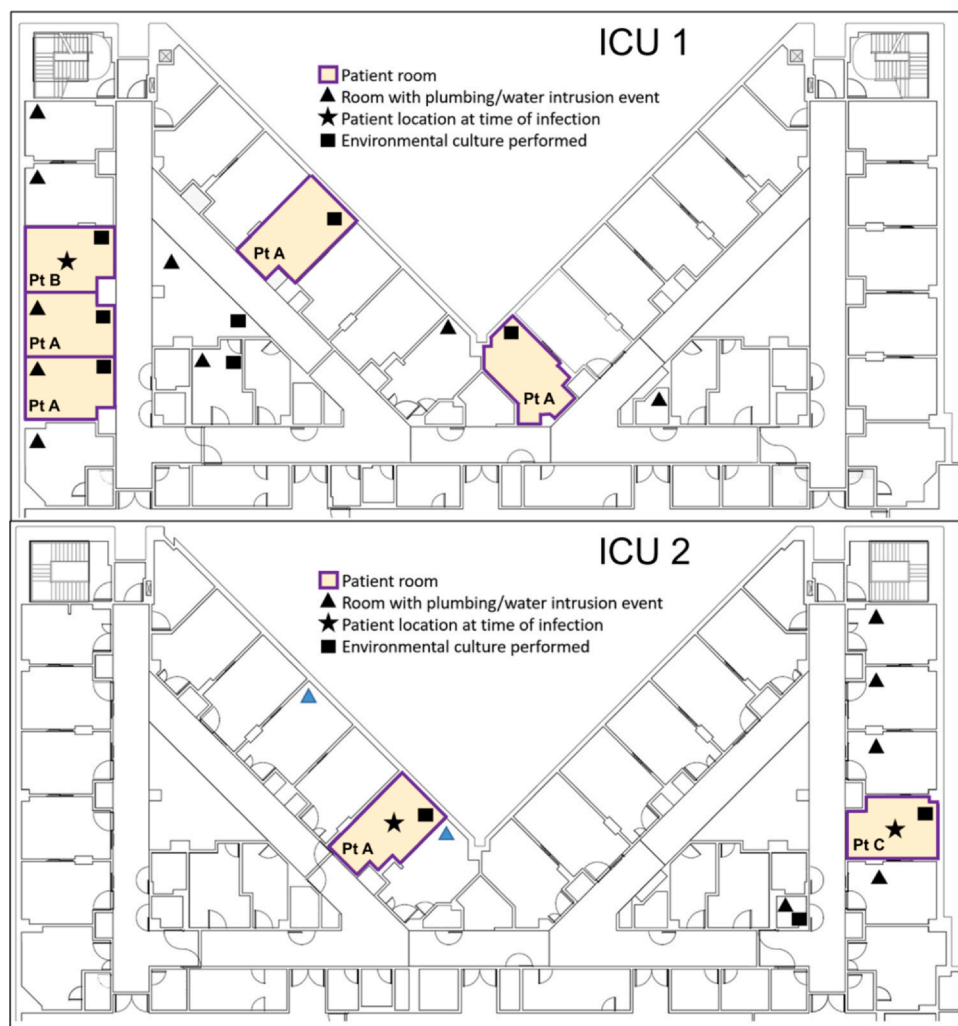 ICU 1
Patient room
Room with plumbing/water intrusion event
Patient location at time of infection
Environmental culture performed
Pt A
Pt B
Pt A
Pt A
Pt A
ICU 2
Patient room
Room with plumbing/water intrusion event
Patient location at time of infection
Environmental culture performed
Pt A
Pt C